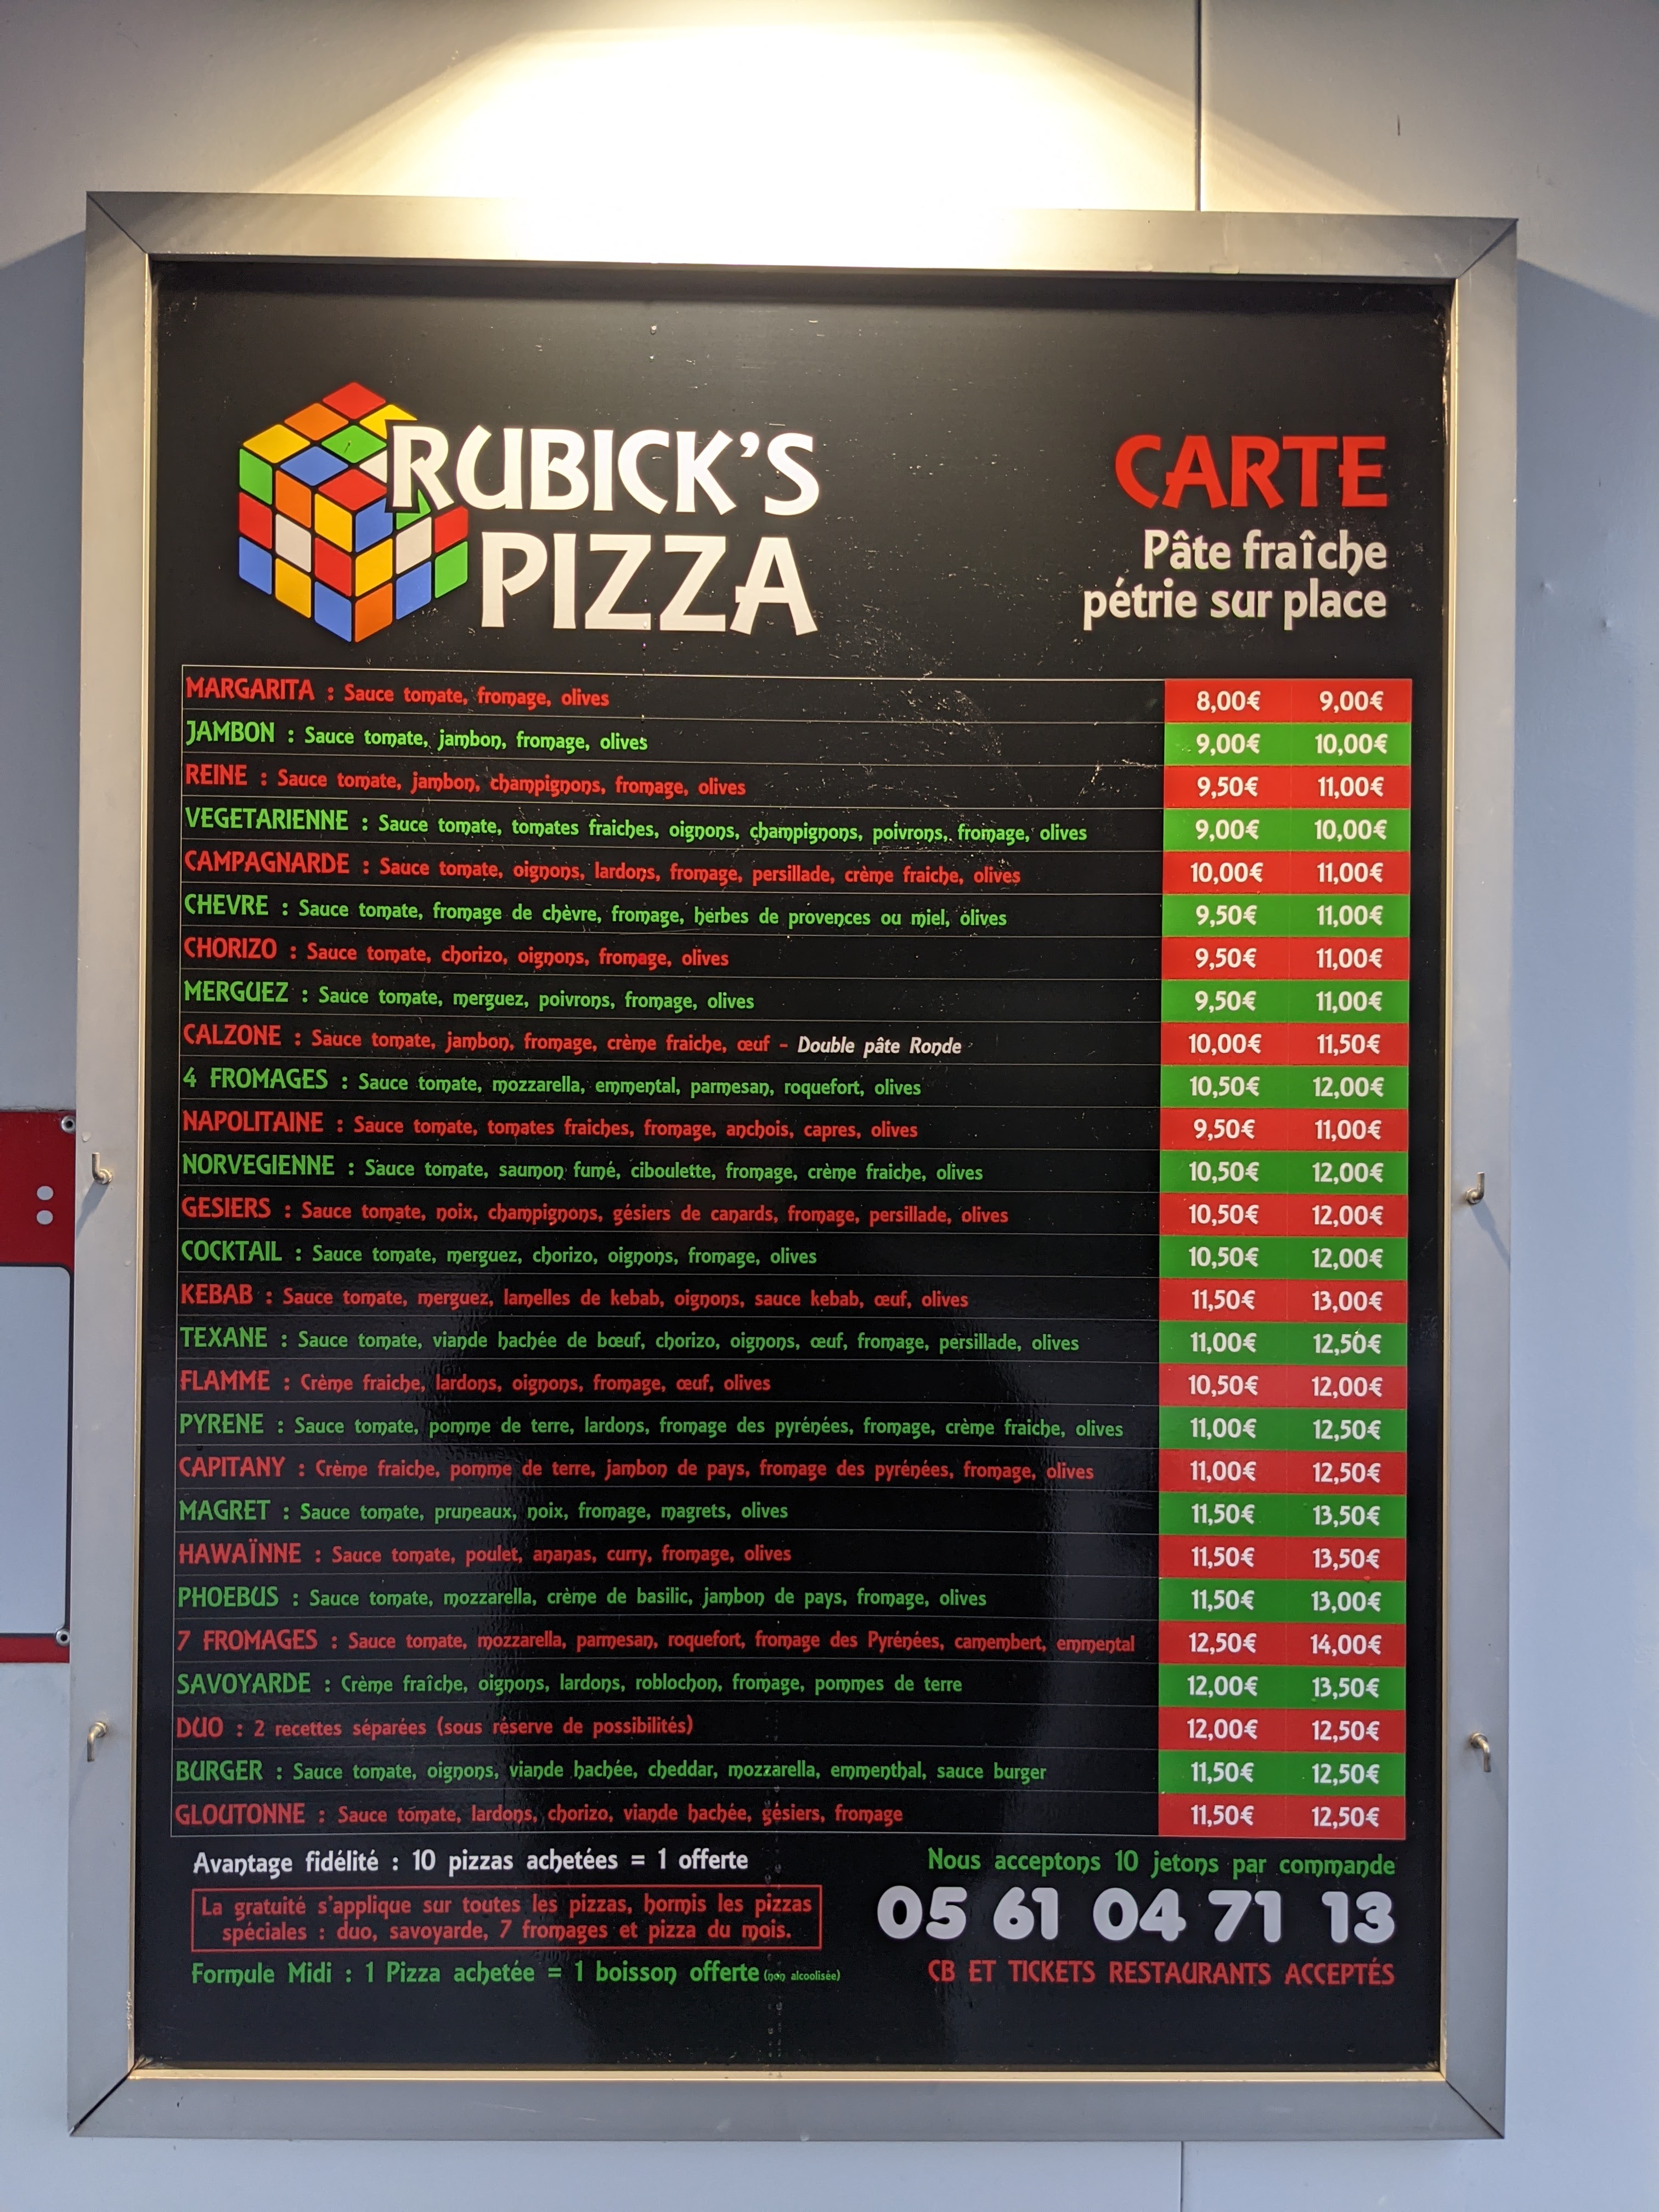 RUBICK'S
PIZZA
CARTE
Pâte fraîche
pétrie sur place
MARGARITA : Sauce tomate, fromage, olives 8,00€ 9,00€
JAMBON : Sauce tomate, jambon, fromage, olives 9,00€ 10,00€
REINE : Sauce tomate, jambon, champignons, fromage, olives 9,50€ 11,00€
VEGETARIENNE : Sauce tomate, tomates fraiches, oignons, champignons, poivrons, fromage, olives 9,00€ 10,00€
CAMPAGNARDE : Sauce tomate, oignons, lardons, fromage, persillade, crème fraiche, olives 10,00€ 11,00€
CHEVRE : Sauce tomate, fromage de chèvre, fromage, herbes de provences ou miel, olives 9,50€ 11,00€
CHORIZO : Sauce tomate, chorizo, oignons, fromage, olives 9,50€ 11,00€
MERGUEZ : Sauce tomate, merguez, poivrons, fromage, olives 9,50€ 11,00€
CALZONE : Sauce tomate, jambon, fromage, crème fraiche, œuf - Double pâte Ronde 10,00€ 11,50€
4 FROMAGES : Sauce tomate, mozzarella, emmental, parmesan, roquefort, olives 10,50€ 12,00€
NAPOLITAINE : Sauce tomate, tomates fraiches, fromage, anchois, capres, olives 9,50€ 11,00€
NORVEGIENNE : Sauce tomate, saumon fumé, ciboulette, fromage, crème fraiche, olives 10,50€ 12,00€
GESIERS : Sauce tomate, noix, champignons, gésiers de canards, fromage, persillade, olives 10,50€ 12,00€
COCKTAIL : Sauce tomate, merguez, chorizo, oignons, fromage, olives 10,50€ 12,00€
KEBAB : Sauce tomate, merguez, lamelles de kebab, oignons, sauce kebab, œuf, olives 11,50€ 13,00€
TEXANE : Sauce tomate, viande hachée de bœuf, chorizo, oignons, œuf, fromage, persillade, olives 11,00€ 12,50€
FLAMME : Crème fraiche, lardons, oignons, fromage, œuf, olives 10,50€ 12,00€
PYRENE : Sauce tomate, pomme de terre, lardons, fromage des pyrénées, fromage, crème fraiche, olives 11,00€ 12,50€
CAPITANY : Crème fraiche, pomme de terre, jambon de pays, fromage des pyrénées, fromage, olives 11,00€ 12,50€
MAGRET : Sauce tomate, pruneaux, noix, fromage, magrets, olives 11,50€ 13,50€
HAWAÏNNE : Sauce tomate, poulet, ananas, curry, fromage, olives 11,50€ 13,50€
PHOEBUS : Sauce tomate, mozzarella, crème de basilic, jambon de pays, fromage, olives 11,50€ 13,00€
7 FROMAGES : Sauce tomate, mozzarella, parmesan, roquefort, fromage des Pyrénées, camembert, emmental 12,50€ 14,00€
SAVOYARDE : Crème fraîche, oignons, lardons, roblochon, fromage, pommes de terre 12,00€ 13,50€
DUO : 2 recettes séparées (sous réserve de possibilités) 12,00€ 12,50€
BURGER : Sauce tomate, oignons, viande hachée, cheddar, mozzarella, emmenthal, sauce burger 11,50€ 12,50€
GLOUTONNE : Sauce tomate, lardons, chorizo, viande hachée, gésiers, fromage 11,50€ 12,50€
Avantage fidélité : 10 pizzas achetées = 1 offerte
La gratuité s'applique sur toutes les pizzas, hormis les pizzas
spéciales : duo, savoyarde, 7 fromages et pizza du mois.
Formule Midi : 1 Pizza achetée = 1 boisson offerte (non alcoolisée)
Nous acceptons 10 jetons par commande
05 61 04 71 13
CB ET TICKETS RESTAURANTS ACCEPTÉS